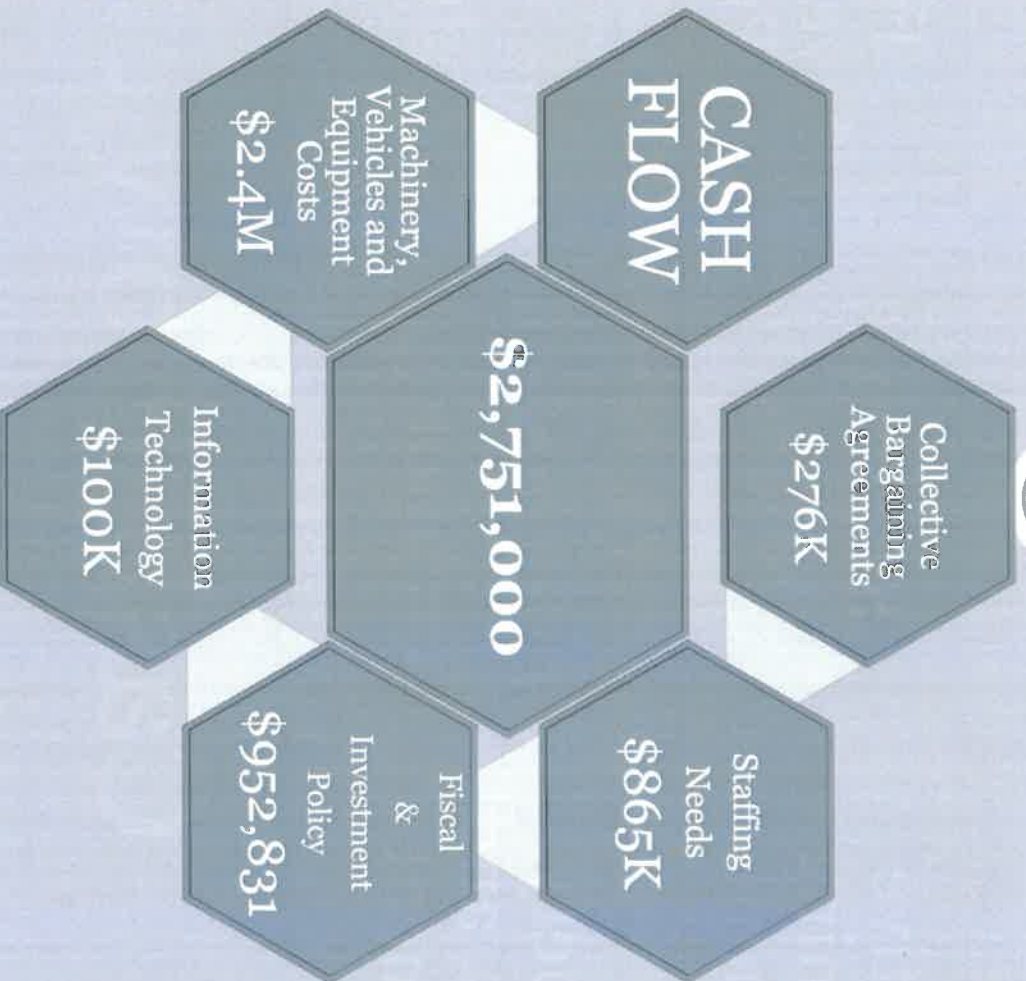 Collective
Bargaining
Agreements
$276K
CASH
FLOW
Staffing
Needs
$865K
$2,751,000
Machinery,
Vehicles and
Equipment
Costs
$2.4M
Fiscal
&
Investment
Policy
$952,831
Information
Technology
$100K